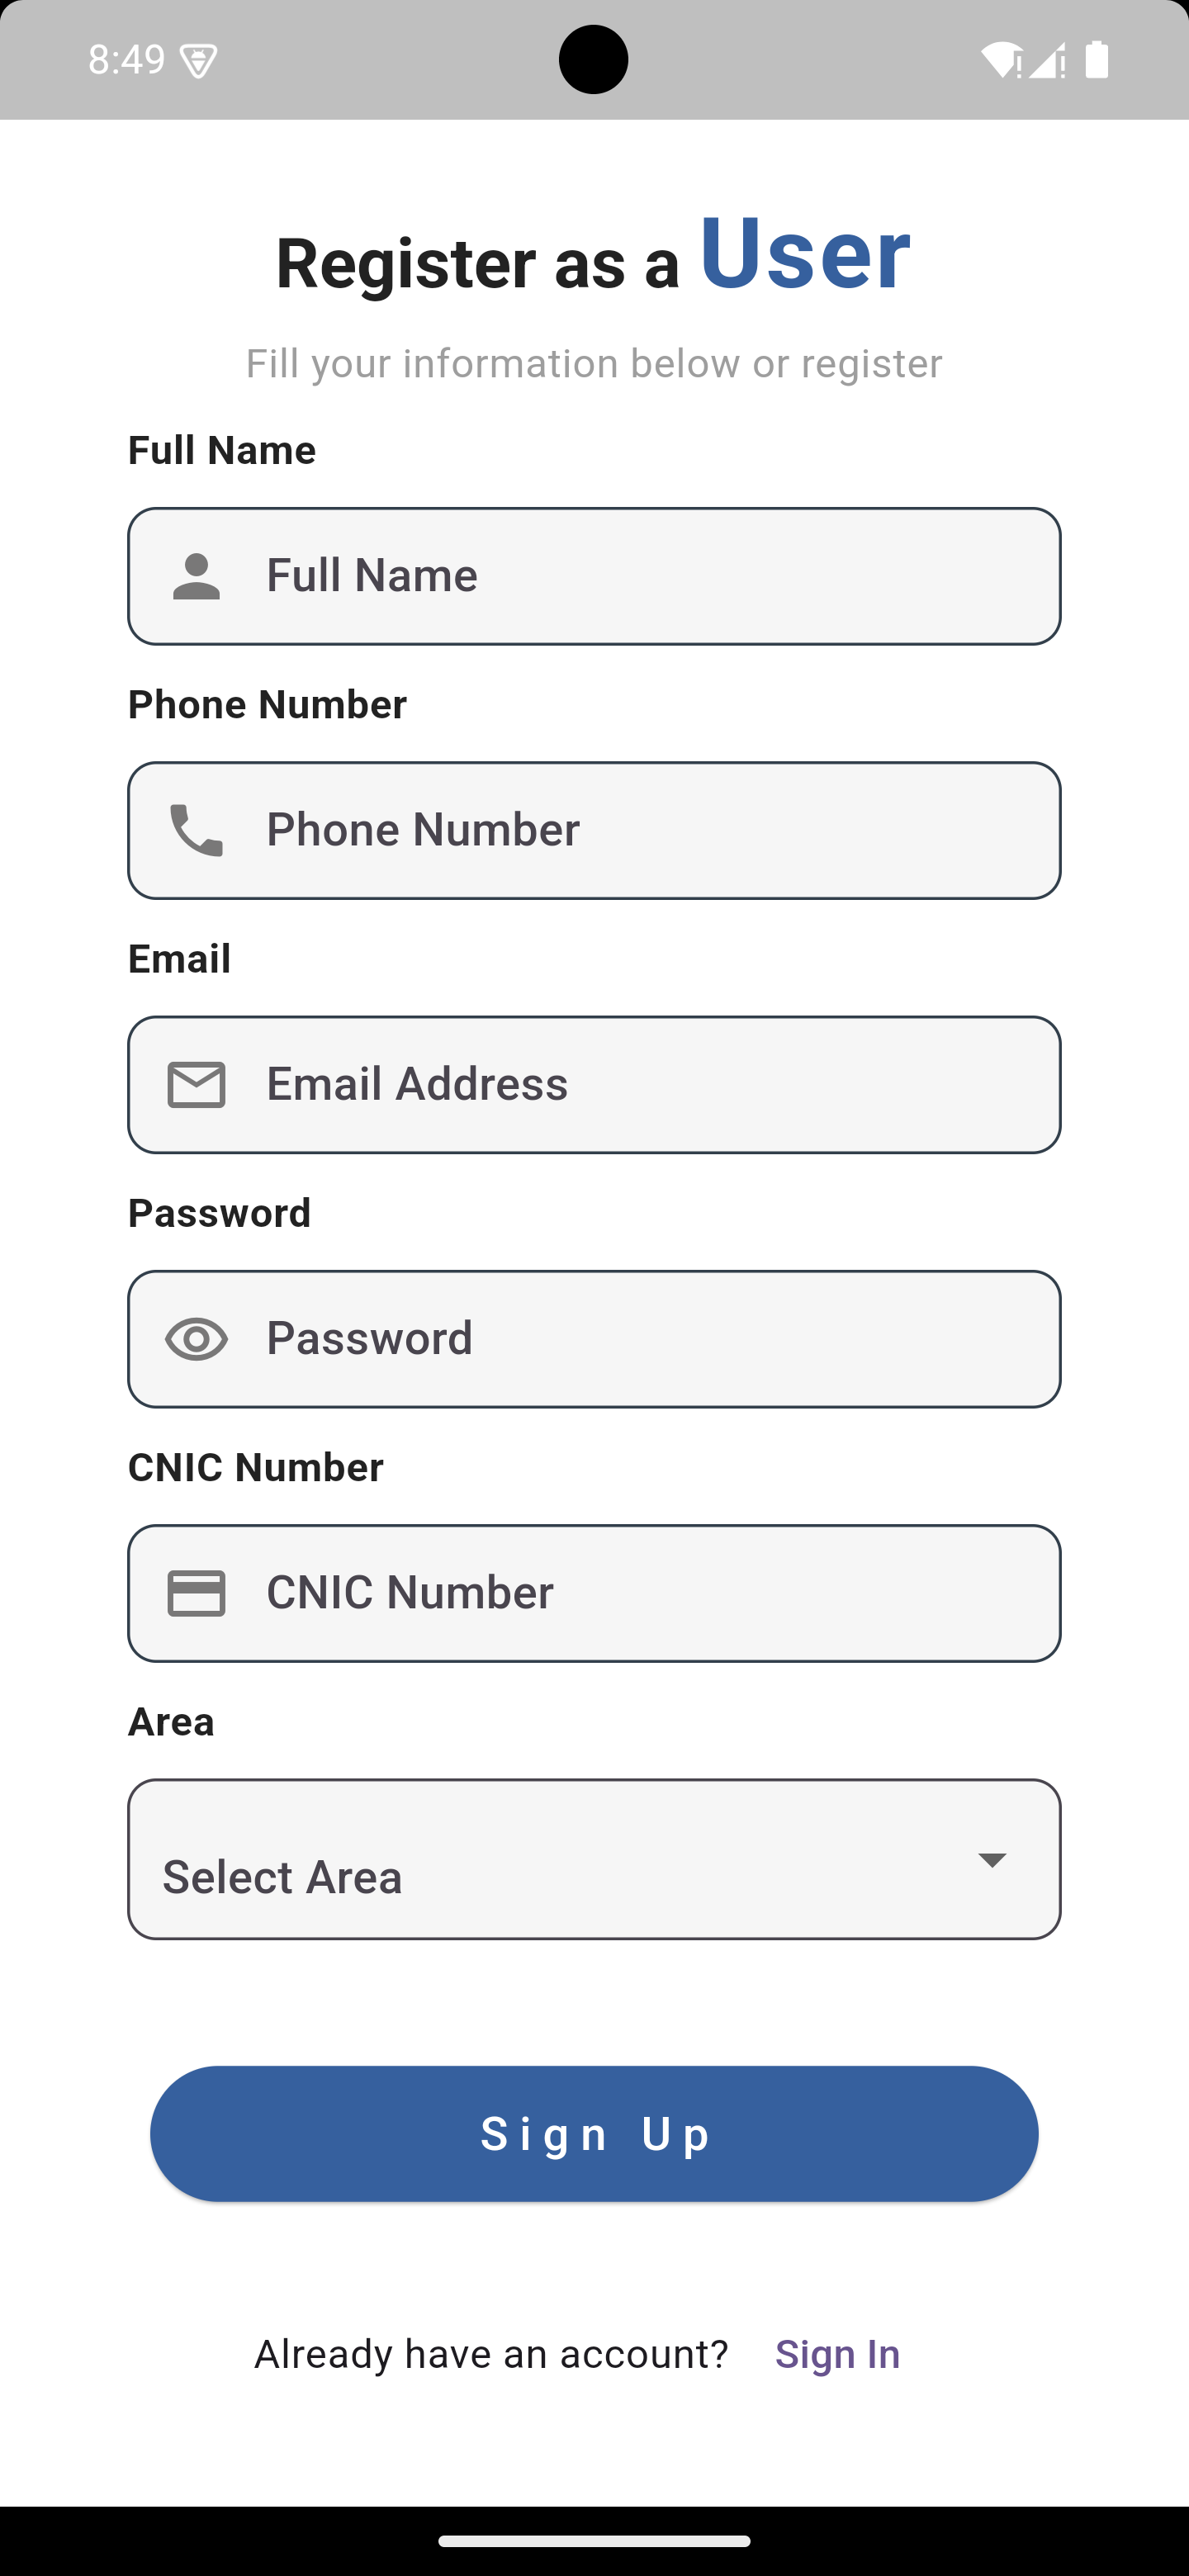 8:49
Register as a User
Fill your information below or register
Full Name
Full Name
Phone Number
Phone Number
Email
Email Address
Password
Password
CNIC Number
CNIC Number
Area
Select Area
Sign Up
Already have an account? Sign In